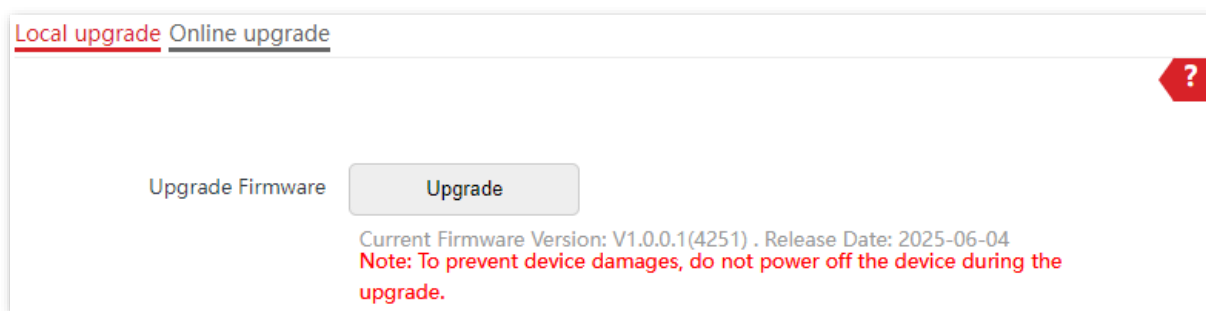 Local upgrade Online upgrade
?
Upgrade Firmware Upgrade
Current Firmware Version: V1.0.0.1(4251) . Release Date: 2025-06-04
Note: To prevent device damages, do not power off the device during the
upgrade.